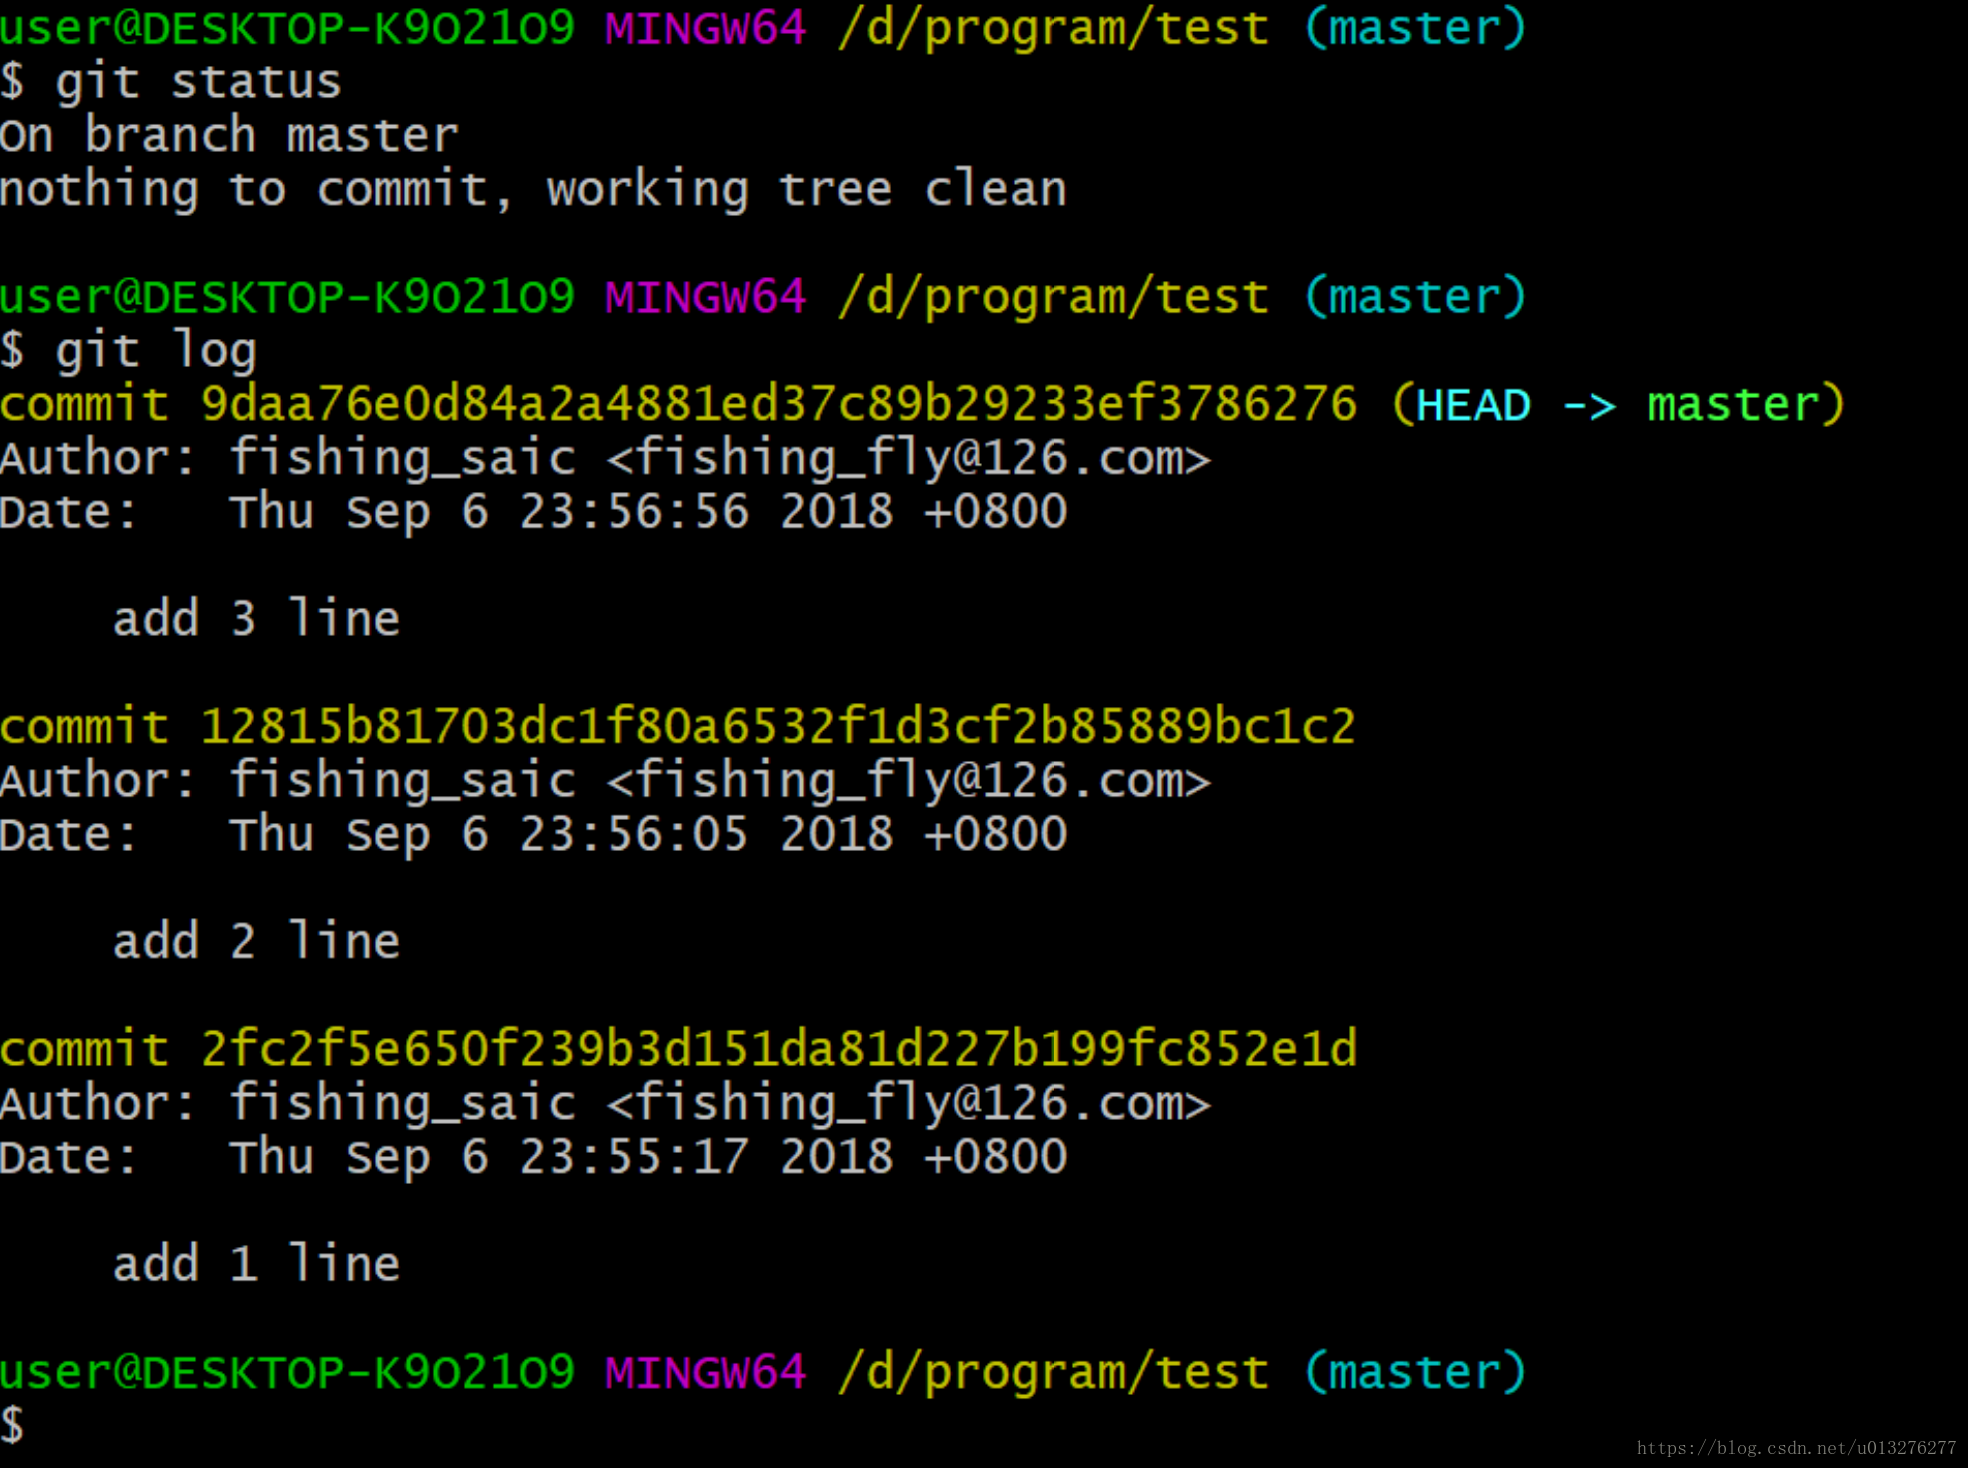 user@DESKTOP-K9O21O9 MINGW64 /d/program/test (master)
$ git status
On branch master
nothing to commit, working tree clean
user@DESKTOP-K9O21O9 MINGW64 /d/program/test (master)
$ git log
commit 9daa76e0d84a2a4881ed37c89b29233ef3786276 (HEAD -> master)
Author: fishing_saic <fishing_fly@126.com>
Date:   Thu Sep 6 23:56:56 2018 +0800
    add 3 line
commit 12815b81703dc1f80a6532f1d3cf2b85889bc1c2
Author: fishing_saic <fishing_fly@126.com>
Date:   Thu Sep 6 23:56:05 2018 +0800
    add 2 line
commit 2fc2f5e650f239b3d151da81d227b199fc852e1d
Author: fishing_saic <fishing_fly@126.com>
Date:   Thu Sep 6 23:55:17 2018 +0800
    add 1 line
user@DESKTOP-K9O21O9 MINGW64 /d/program/test (master)
$
https://blog.csdn.net/u013276277